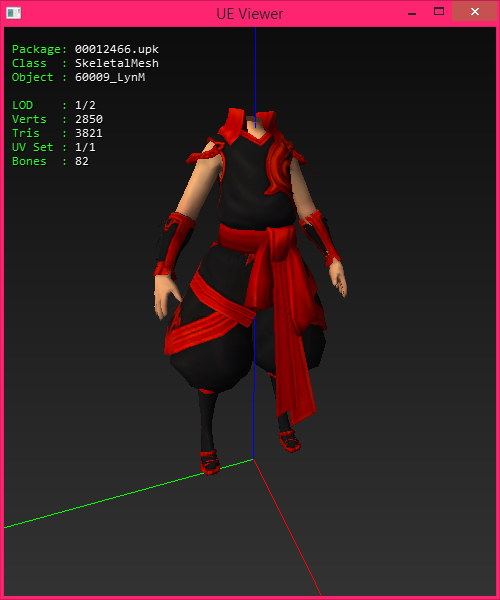 UE Viewer
Package: 00012466.upk
Class  : SkeletalMesh
Object : 60009_LynM
LOD    : 1/2
Verts  : 2850
Tris   : 3821
UV Set : 1/1
Bones  : 82